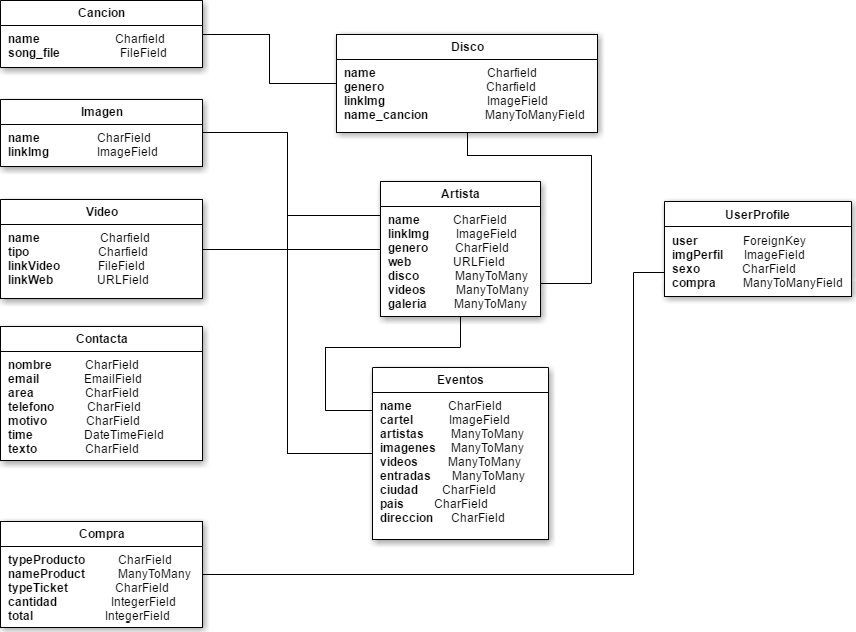 Cancion
name Charfield
song_file FileField
Disco
name Charfield
genero Charfield
linkImg ImageField
name_cancion ManyToManyField
Imagen
name CharField
linkImg ImageField
Artista
name CharField
linkImg ImageField
genero CharField
web URLField
disco ManyToMany
videos ManyToMany
galeria ManyToMany
Video
name Charfield
tipo Charfield
linkVideo FileField
linkWeb URLField
UserProfile
user ForeignKey
imgPerfil ImageField
sexo CharField
compra ManyToManyField
Contacta
nombre CharField
email EmailField
area CharField
telefono CharField
motivo CharField
time DateTimeField
texto CharField
Eventos
name CharField
cartel ImageField
artistas ManyToMany
imagenes ManyToMany
videos ManyToMany
entradas ManyToMany
ciudad CharField
pais CharField
direccion CharField
Compra
typeProducto CharField
nameProduct ManyToMany
typeTicket CharField
cantidad IntegerField
total IntegerField